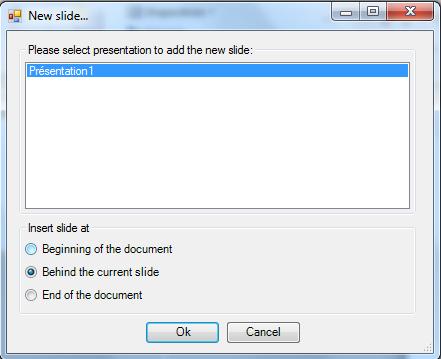 New slide...
Please select presentation to add the new slide:
Présentation1
Insert slide at
Beginning of the document
Behind the current slide
End of the document
Ok
Cancel